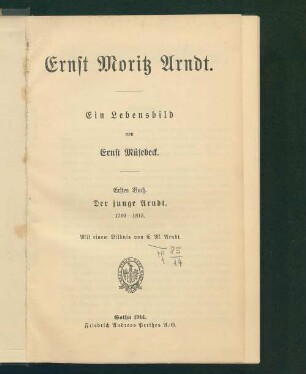 Ernst Moritz Arndt.
Ein Lebensbild
von
Ernst Müsebeck.
Erstes Buch.
Der junge Arndt.
1769–1815.
Mit einem Bildnis von E. M. Arndt
Gotha 1914.
Friedrich Andreas Perthes A.-G.